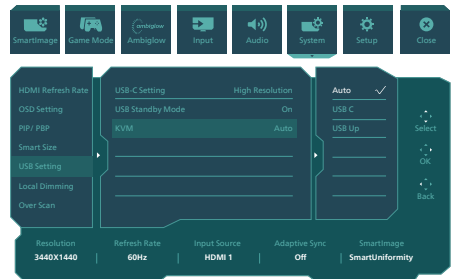 SmartImage Game Mode Ambiglow Input Audio System Setup Close
ambiglow
HDMI Refresh Rate USB-C Setting High Resolution Auto
OSD Setting USB Standby Mode On USB C
PIP/ PBP KVM Auto USB Up Select
Smart Size
USB Setting OK
Local Dimming
Over Scan Back
Resolution Refresh Rate Input Source Adaptive Sync SmartImage
3440X1440 | 60Hz | HDMI 1 | Off | SmartUniformity